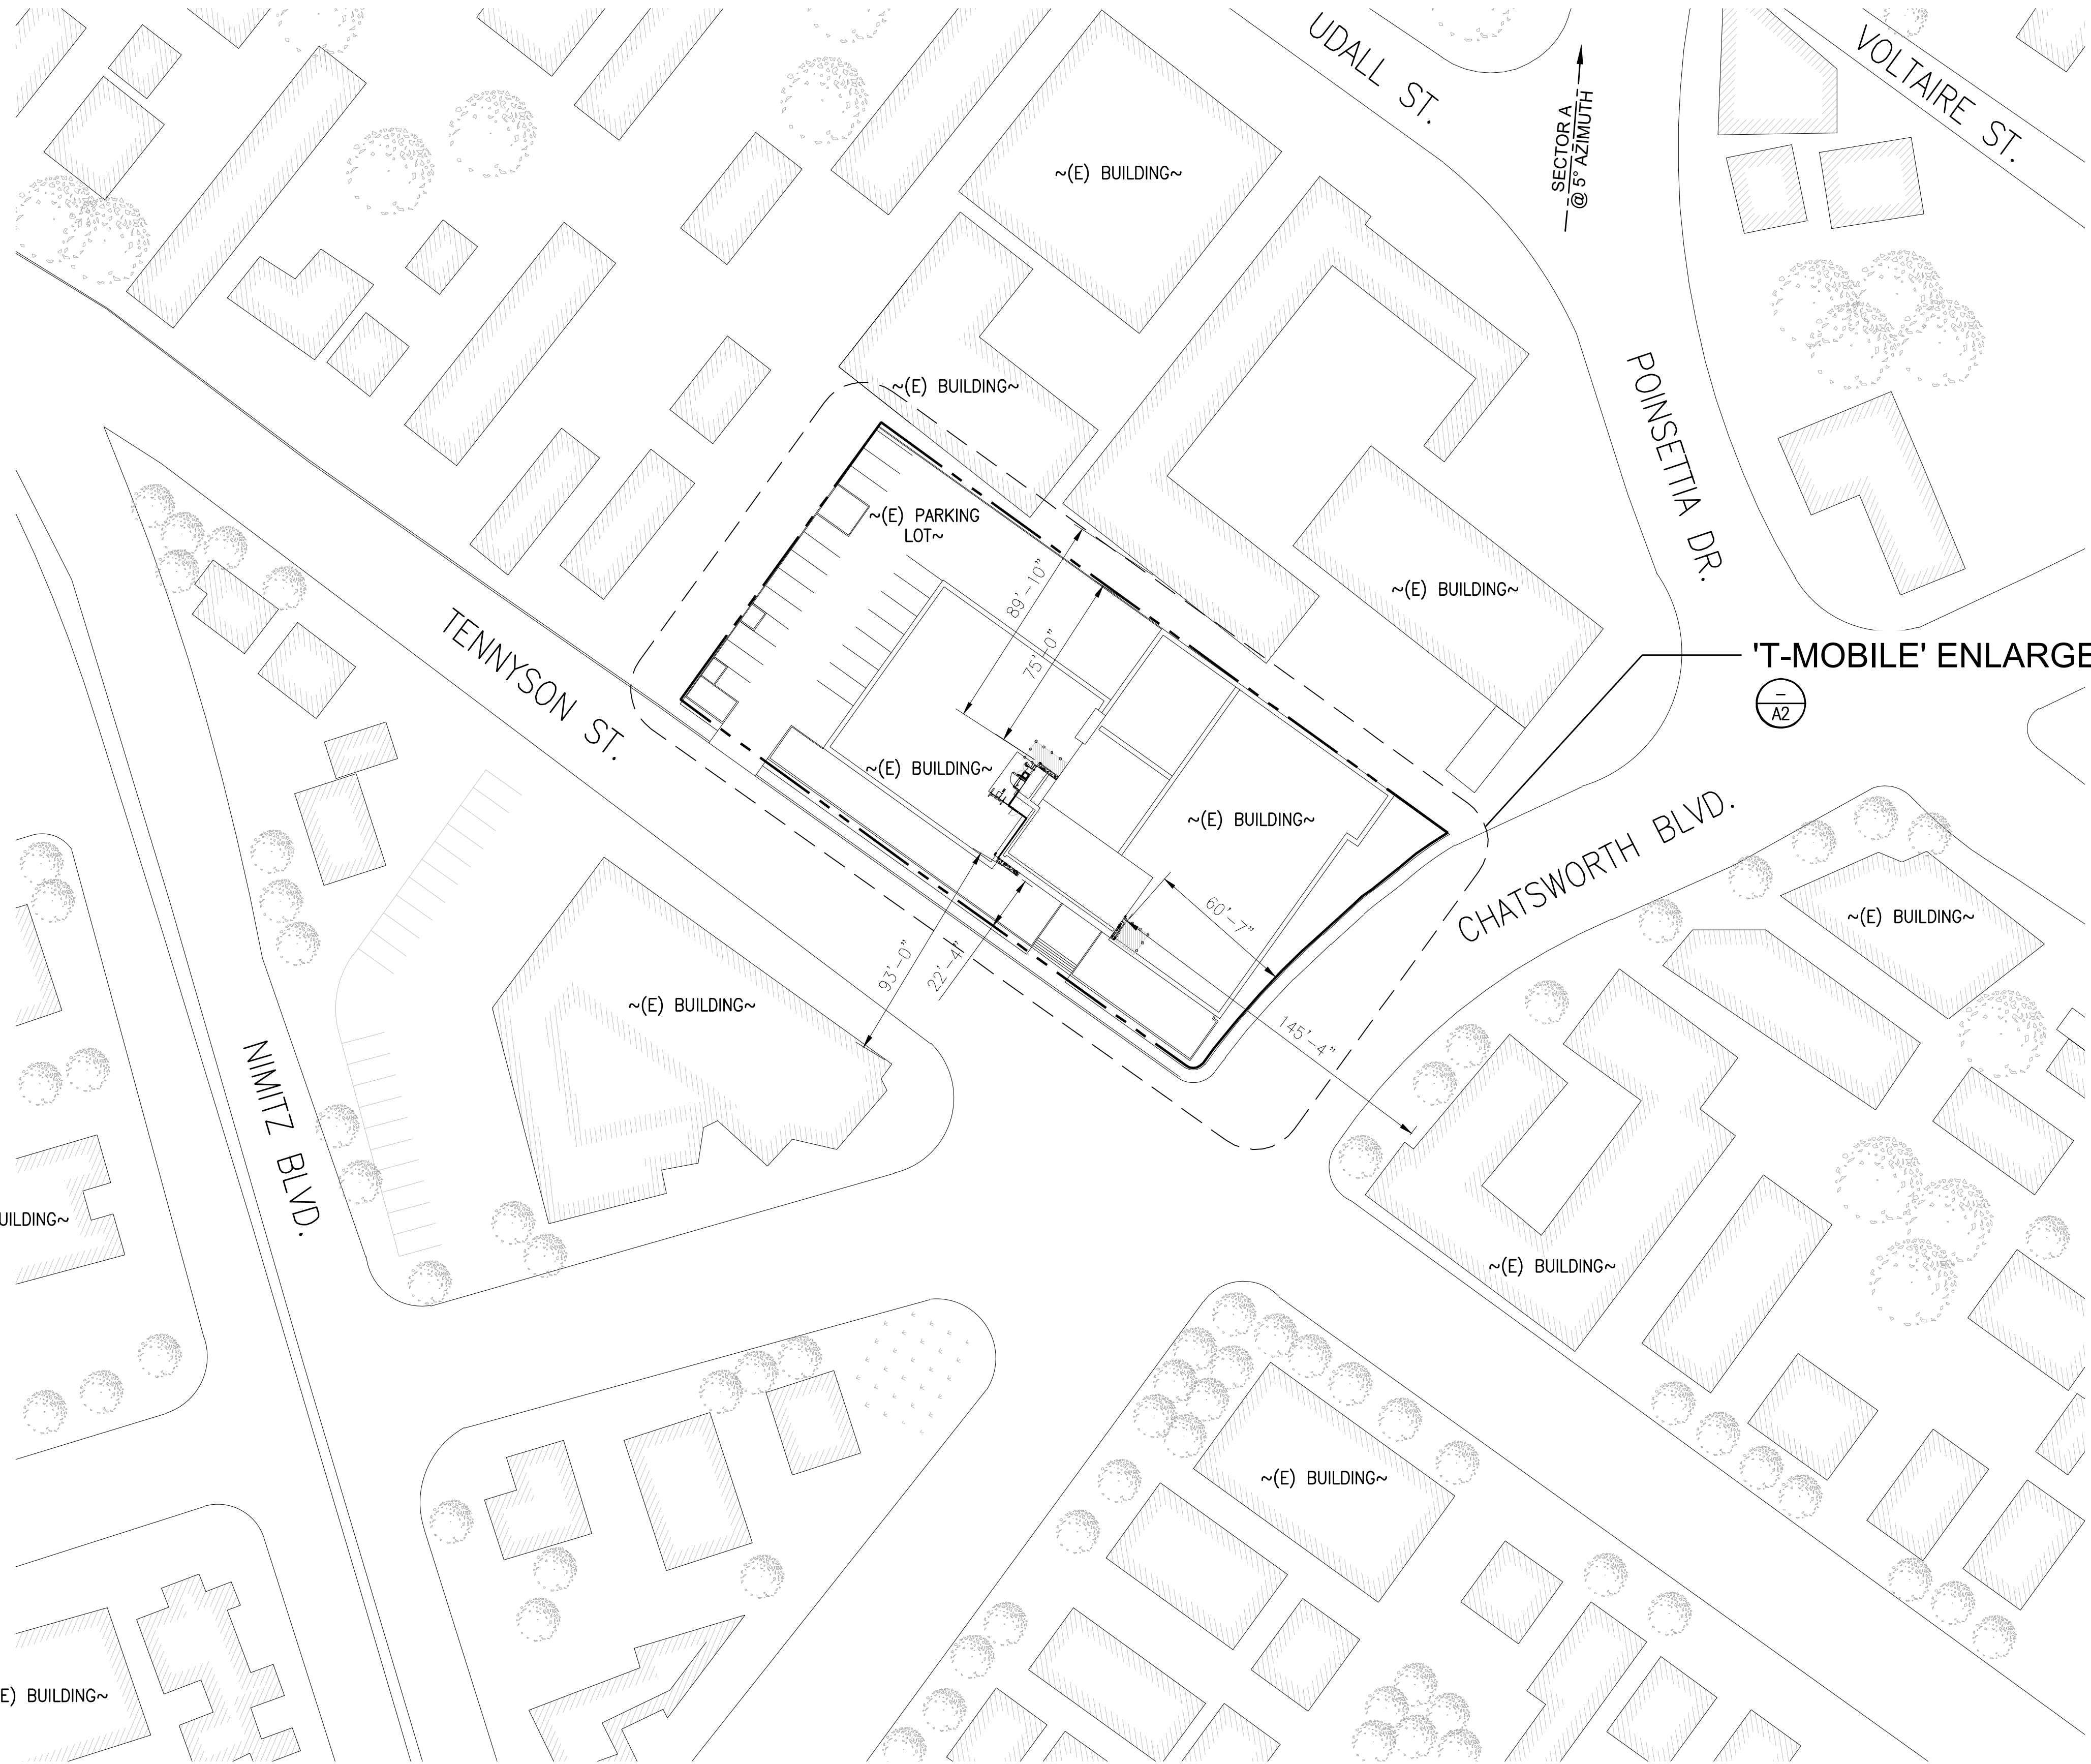 UDALL ST.
VOLTAIRE ST.
SECTOR A
@ 5° AZIMUTH
~(E) BUILDING~
~(E) BUILDING~
POINSETTIA DR.
~(E) PARKING
LOT~
89'-10"
75'-0"
~(E) BUILDING~
TENNYSON ST.
'T-MOBILE' ENLARGE
–
A2
~(E) BUILDING~
~(E) BUILDING~
CHATSWORTH BLVD.
60'-7"
~(E) BUILDING~
93'-0"
22'-4"
~(E) BUILDING~
145'-4"
NIMITZ BLVD.
UILDING~
~(E) BUILDING~
~(E) BUILDING~
E) BUILDING~